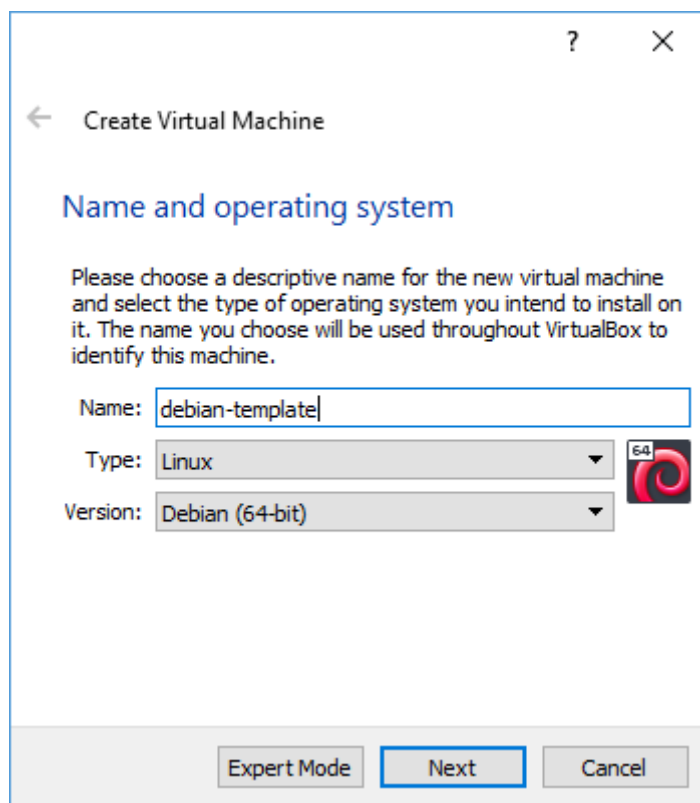 ?
Create Virtual Machine
Name and operating system
Please choose a descriptive name for the new virtual machine
and select the type of operating system you intend to install on
it. The name you choose will be used throughout VirtualBox to
identify this machine.
Name: debian-template
Type: Linux
64
Version: Debian (64-bit)
Expert Mode Next Cancel